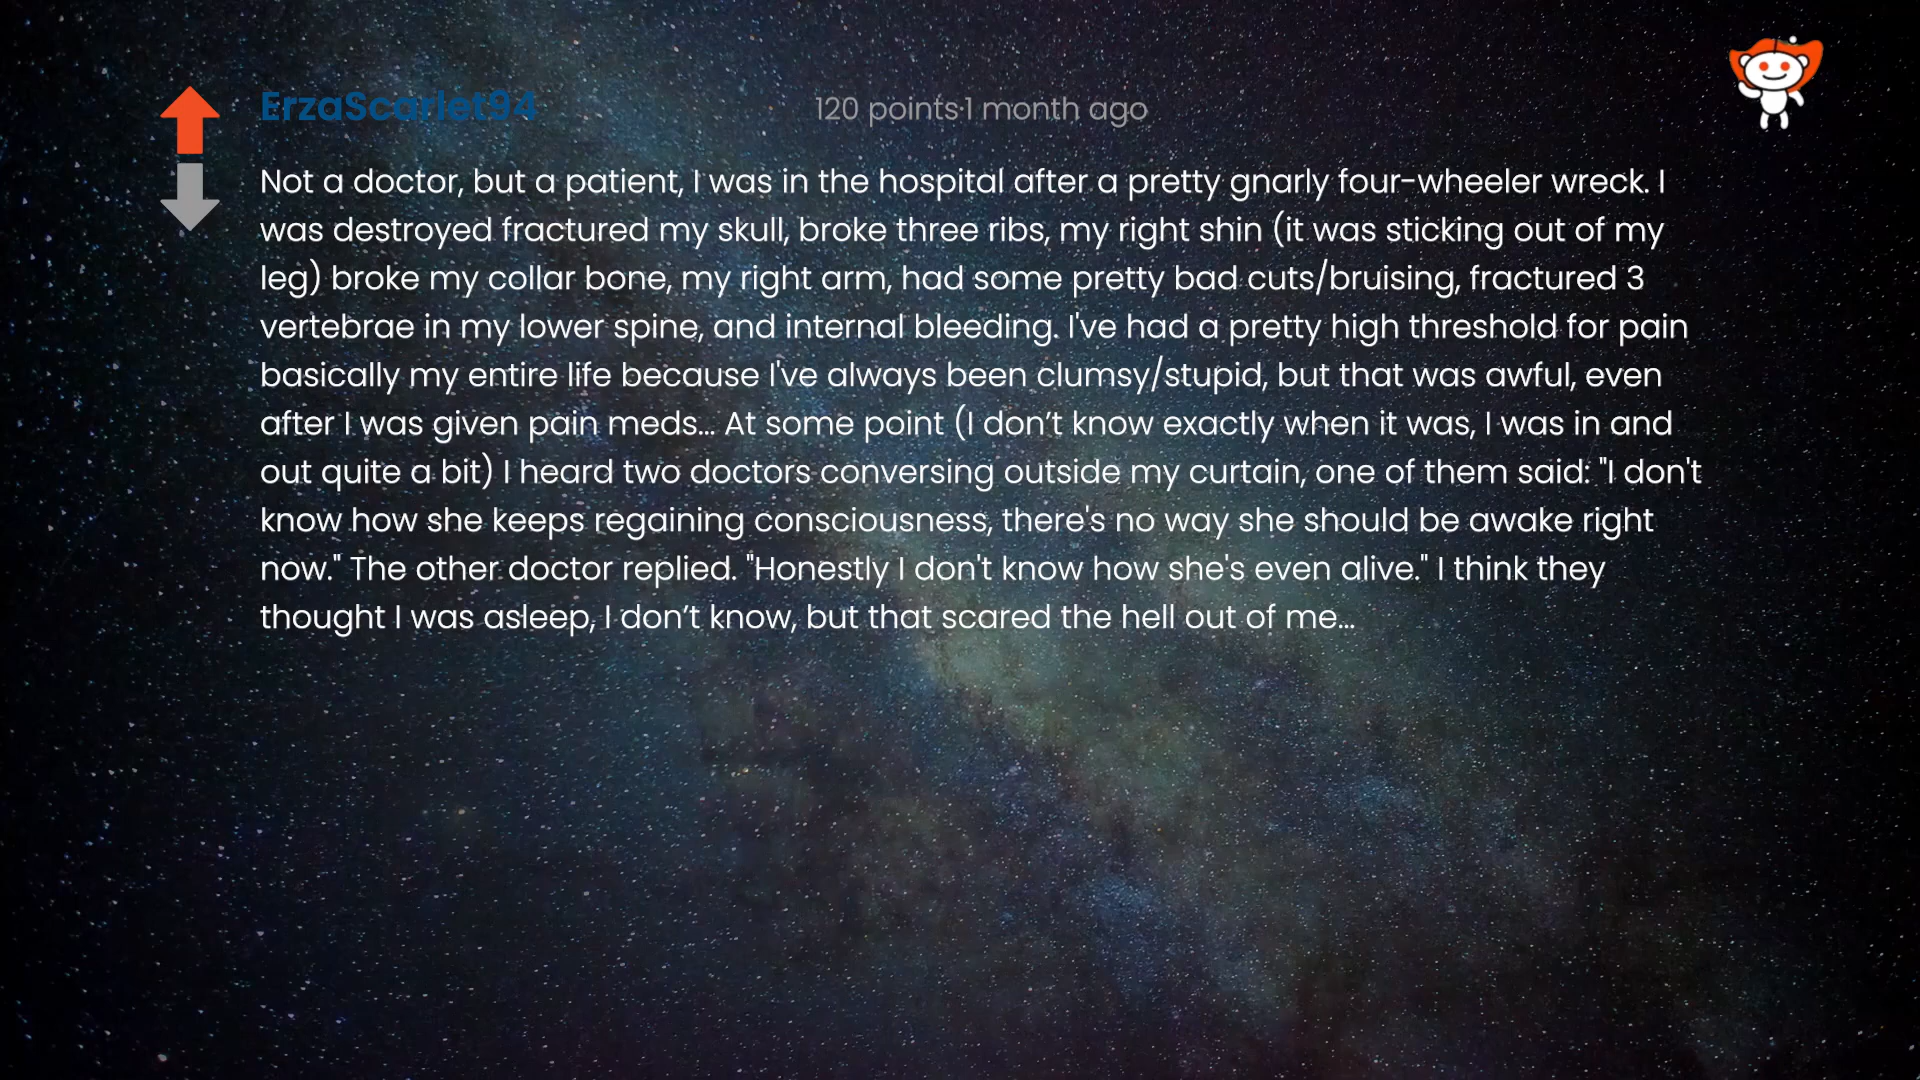 ErzaScarlet94
120 points·1 month ago
Not a doctor, but a patient, I was in the hospital after a pretty gnarly four-wheeler wreck. I
was destroyed fractured my skull, broke three ribs, my right shin (it was sticking out of my
leg) broke my collar bone, my right arm, had some pretty bad cuts/bruising, fractured 3
vertebrae in my lower spine, and internal bleeding. I've had a pretty high threshold for pain
basically my entire life because I've always been clumsy/stupid, but that was awful, even
after I was given pain meds... At some point (I don’t know exactly when it was, I was in and
out quite a bit) I heard two doctors conversing outside my curtain, one of them said: "I don't
know how she keeps regaining consciousness, there's no way she should be awake right
now." The other doctor replied. "Honestly I don't know how she's even alive." I think they
thought I was asleep, I don’t know, but that scared the hell out of me...